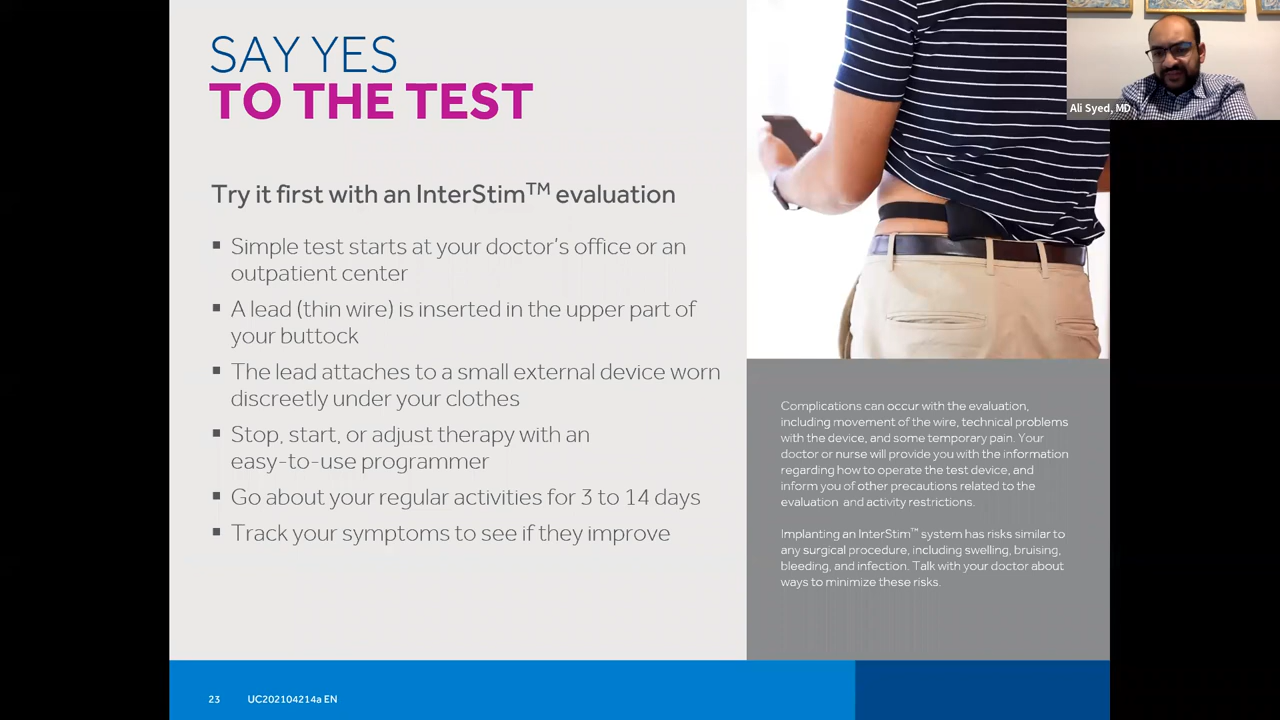 SAY YES
TO THE TEST
Try it first with an InterStim™ evaluation
▪ Simple test starts at your doctor's office or an
outpatient center
▪ A lead (thin wire) is inserted in the upper part of
your buttock
▪ The lead attaches to a small external device worn
discreetly under your clothes
▪ Stop, start, or adjust therapy with an
easy-to-use programmer
▪ Go about your regular activities for 3 to 14 days
▪ Track your symptoms to see if they improve
Ali Syed, MD
Complications can occur with the evaluation,
including movement of the wire, technical problems
with the device, and some temporary pain. Your
doctor or nurse will provide you with the information
regarding how to operate the test device, and
inform you of other precautions related to the
evaluation and activity restrictions.
Implanting an InterStim™ system has risks similar to
any surgical procedure, including swelling, bruising,
bleeding, and infection. Talk with your doctor about
ways to minimize these risks.
23 UC202104214a EN